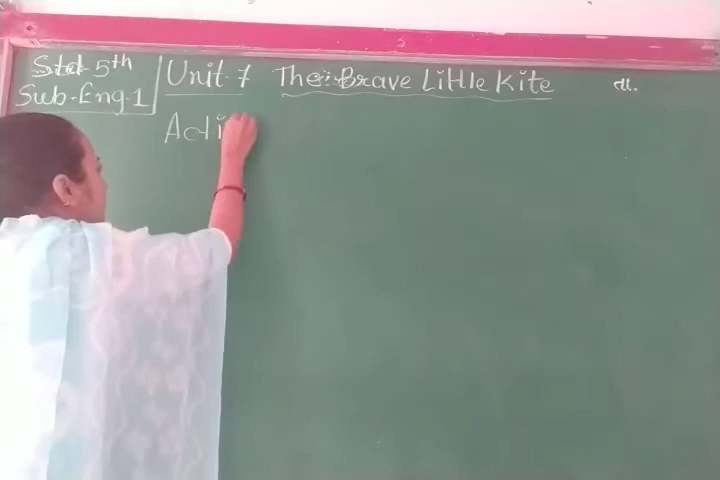 Std 5th
Sub-Eng.1
Unit-7 The Brave Little Kite
તા.
Acti